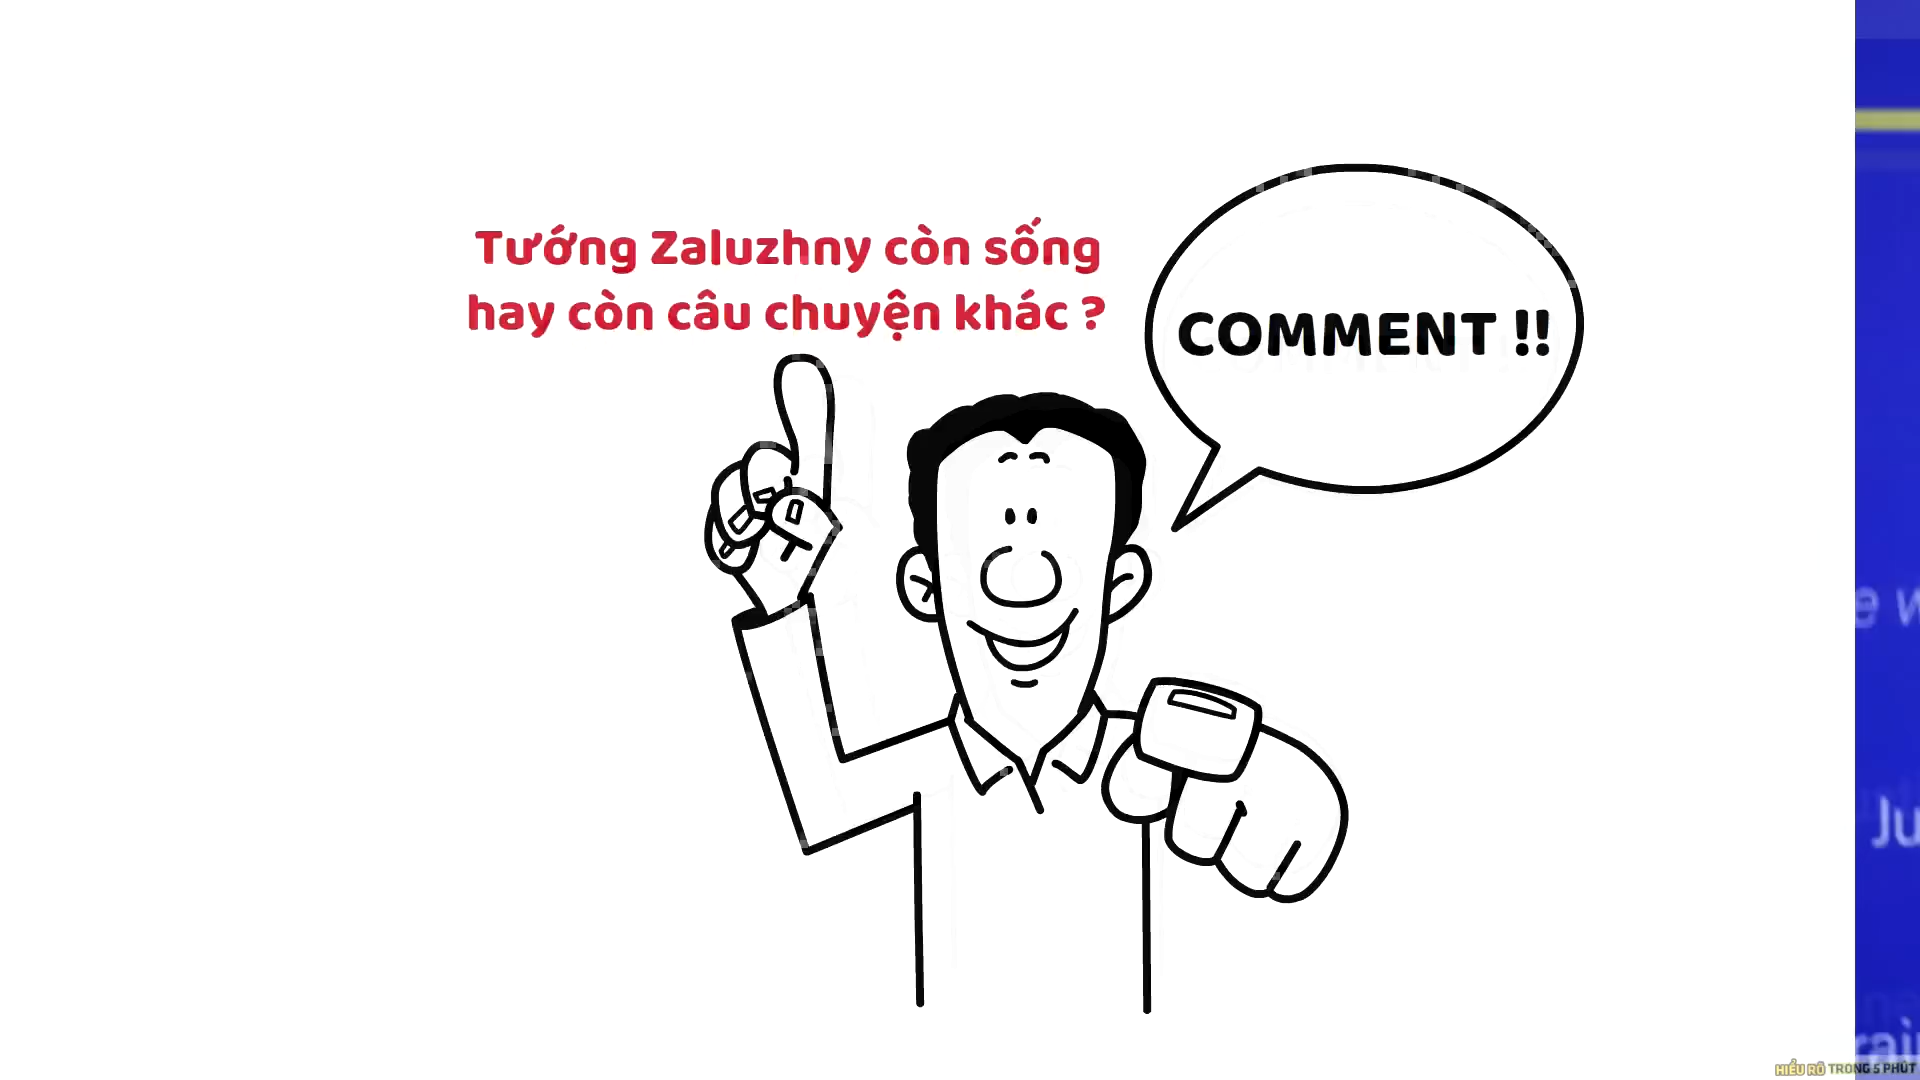 Tướng Zaluzhny còn sống
hay còn câu chuyện khác ?
COMMENT !!
HIỂU RÕ TRONG 5 PHÚT